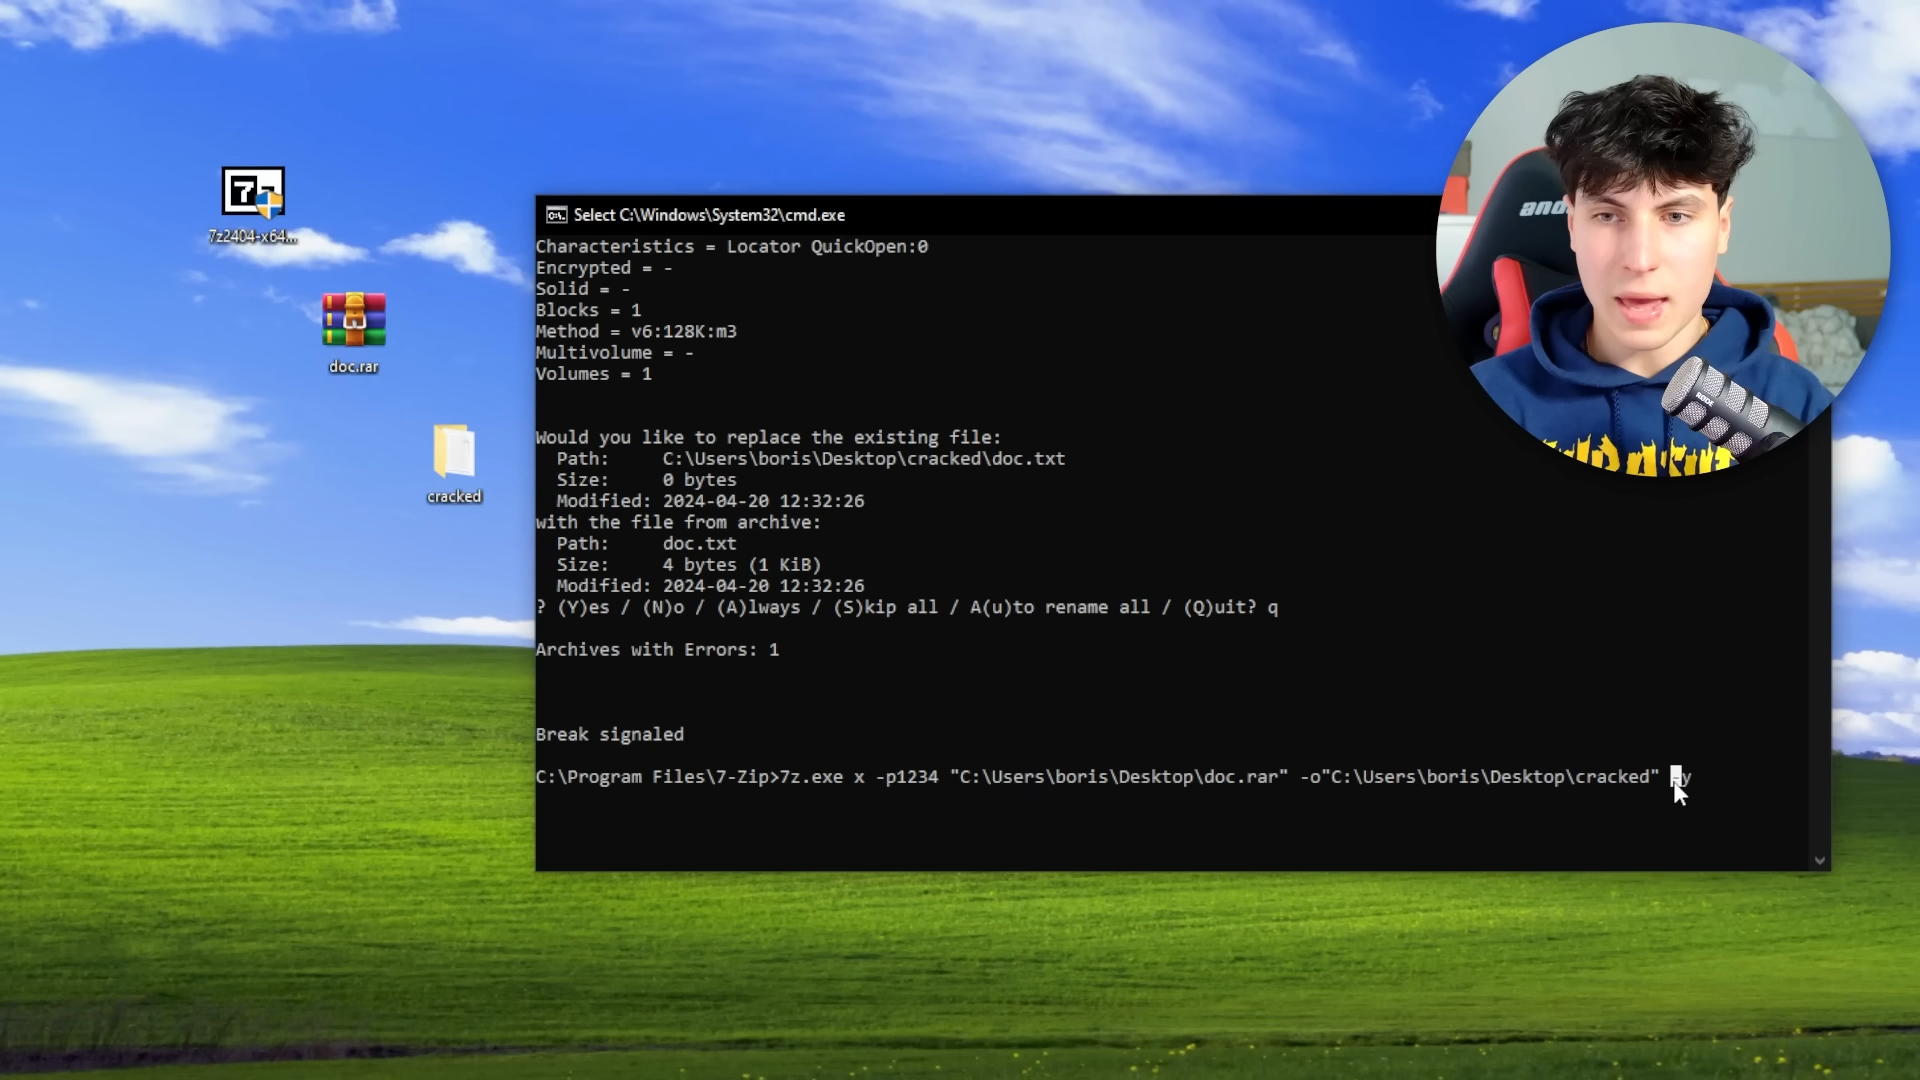 7z2404-x64...
doc.rar
cracked
Select C:\Windows\System32\cmd.exe
Characteristics = Locator QuickOpen:0
Encrypted = -
Solid = -
Blocks = 1
Method = v6:128K:m3
Multivolume = -
Volumes = 1
Would you like to replace the existing file:
Path:     C:\Users\boris\Desktop\cracked\doc.txt
Size:     0 bytes
Modified: 2024-04-20 12:32:26
with the file from archive:
Path:     doc.txt
Size:     4 bytes (1 KiB)
Modified: 2024-04-20 12:32:26
? (Y)es / (N)o / (A)lways / (S)kip all / A(u)to rename all / (Q)uit? q
Archives with Errors: 1
Break signaled
C:\Program Files\7-Zip>7z.exe x -p1234 "C:\Users\boris\Desktop\doc.rar" -o"C:\Users\boris\Desktop\cracked" -y
RØDE